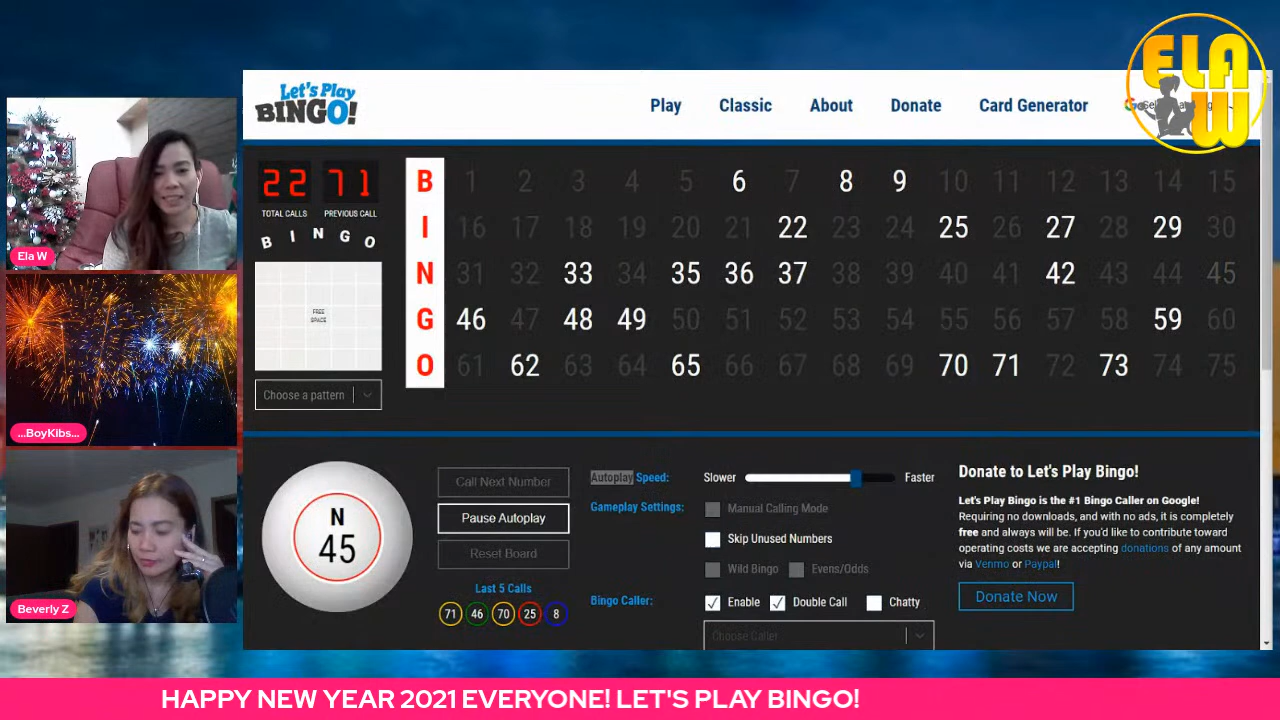 ELA
W
Let's Play
BINGO!
Play Classic About Donate Card Generator
22 71
TOTAL CALLS PREVIOUS CALL
B I N G O
FREE
SPACE
Choose a pattern
B 1 2 3 4 5 6 7 8 9 10 11 12 13 14 15
I 16 17 18 19 20 21 22 23 24 25 26 27 28 29 30
N 31 32 33 34 35 36 37 38 39 40 41 42 43 44 45
G 46 47 48 49 50 51 52 53 54 55 56 57 58 59 60
O 61 62 63 64 65 66 67 68 69 70 71 72 73 74 75
Ela W
...BoyKibs...
Beverly Z
N
45
Call Next Number
Pause Autoplay
Reset Board
Last 5 Calls
71 46 70 25 8
Autoplay Speed: Slower Faster
Gameplay Settings: Manual Calling Mode
Skip Unused Numbers
Wild Bingo Evens/Odds
Bingo Caller: Enable Double Call Chatty
Choose Caller
Donate to Let's Play Bingo!
Let's Play Bingo is the #1 Bingo Caller on Google!
Requiring no downloads, and with no ads, it is completely
free and always will be. If you'd like to contribute toward
operating costs we are accepting donations of any amount
via Venmo or Paypal!
Donate Now
HAPPY NEW YEAR 2021 EVERYONE! LET'S PLAY BINGO!